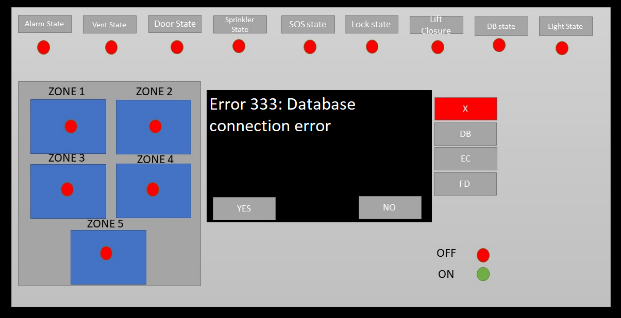 Alarm State
Vent State
Door State
Sprinkler
State
SOS state
Lock state
Lift
Closure
DB state
Light State
ZONE 1
ZONE 2
ZONE 3
ZONE 4
ZONE 5
Error 333: Database
connection error
YES
NO
X
DB
EC
FD
OFF
ON